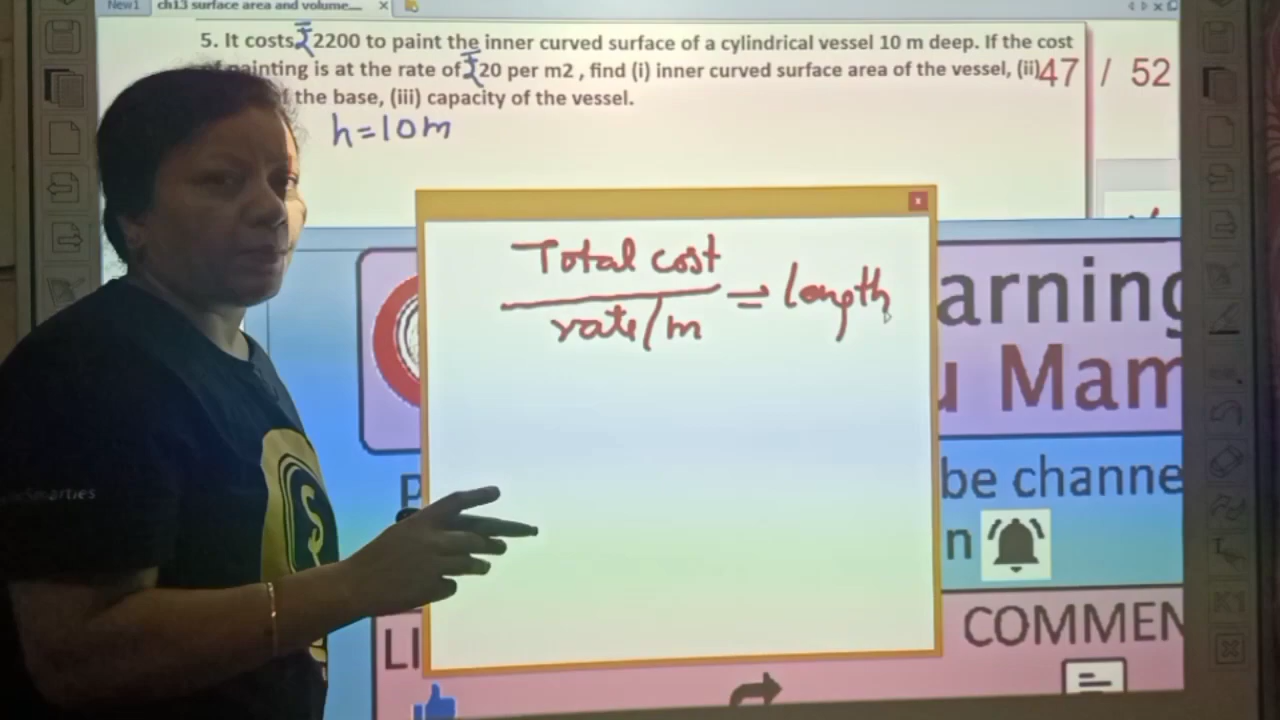 New1 ch13 surface area and volume....
5. It costs ₹2200 to paint the inner curved surface of a cylindrical vessel 10 m deep. If the cost
painting is at the rate of ₹20 per m2 , find (i) inner curved surface area of the vessel, (ii)
47 / 52
the base, (iii) capacity of the vessel.
h=10m
Total cost
rate/m
= length
arning
u Mam
be channe
n
LI
COMMEN
Smarties